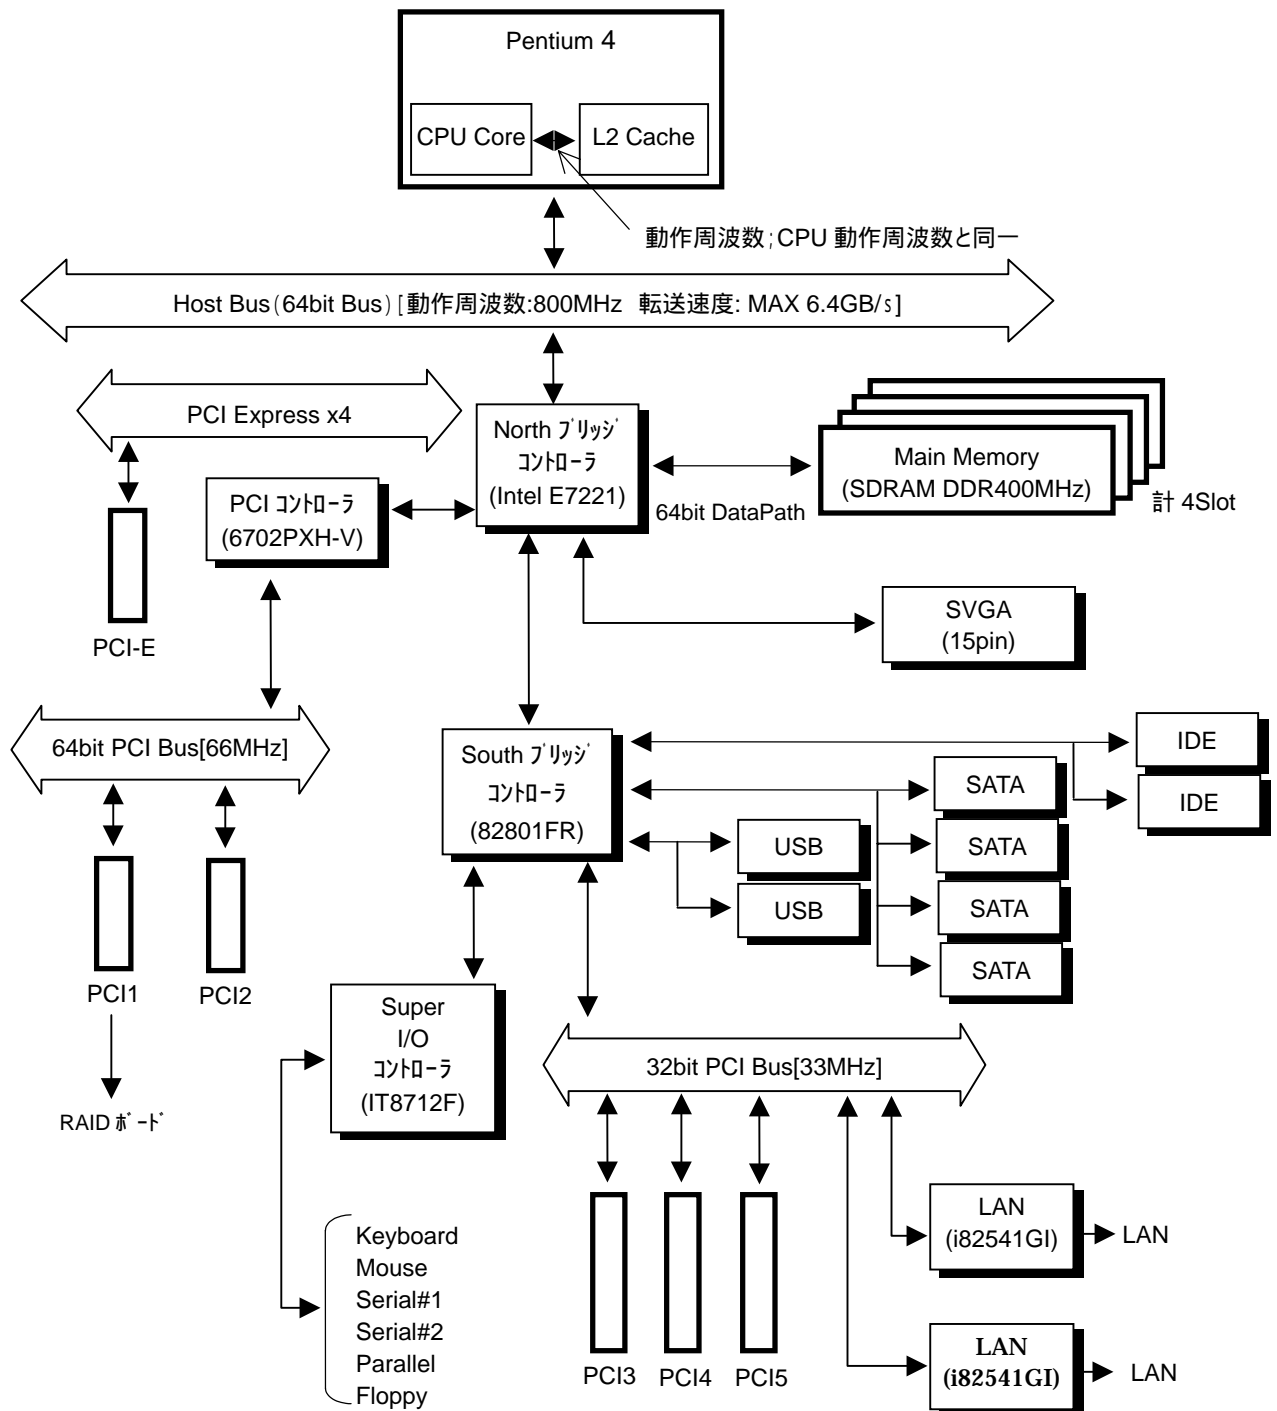 Pentium 4
CPU Core
L2 Cache
動作周波数;CPU 動作周波数と同一
Host Bus(64bit Bus) [動作周波数:800MHz 転送速度: MAX 6.4GB/s]
PCI Express x4
North ﾌﾞﾘｯｼﾞ
ｺﾝﾄﾛｰﾗ
(Intel E7221)
Main Memory
(SDRAM DDR400MHz)
64bit DataPath
計 4Slot
PCI ｺﾝﾄﾛｰﾗ
(6702PXH-V)
PCI-E
SVGA
(15pin)
64bit PCI Bus[66MHz]
South ﾌﾞﾘｯｼﾞ
ｺﾝﾄﾛｰﾗ
(82801FR)
IDE
IDE
SATA
SATA
SATA
SATA
USB
USB
PCI1
PCI2
RAID ﾎﾞｰﾄﾞ
Super
I/O
ｺﾝﾄﾛｰﾗ
(IT8712F)
32bit PCI Bus[33MHz]
Keyboard
Mouse
Serial#1
Serial#2
Parallel
Floppy
PCI3
PCI4
PCI5
LAN
(i82541GI)
LAN
LAN
(i82541GI)
LAN